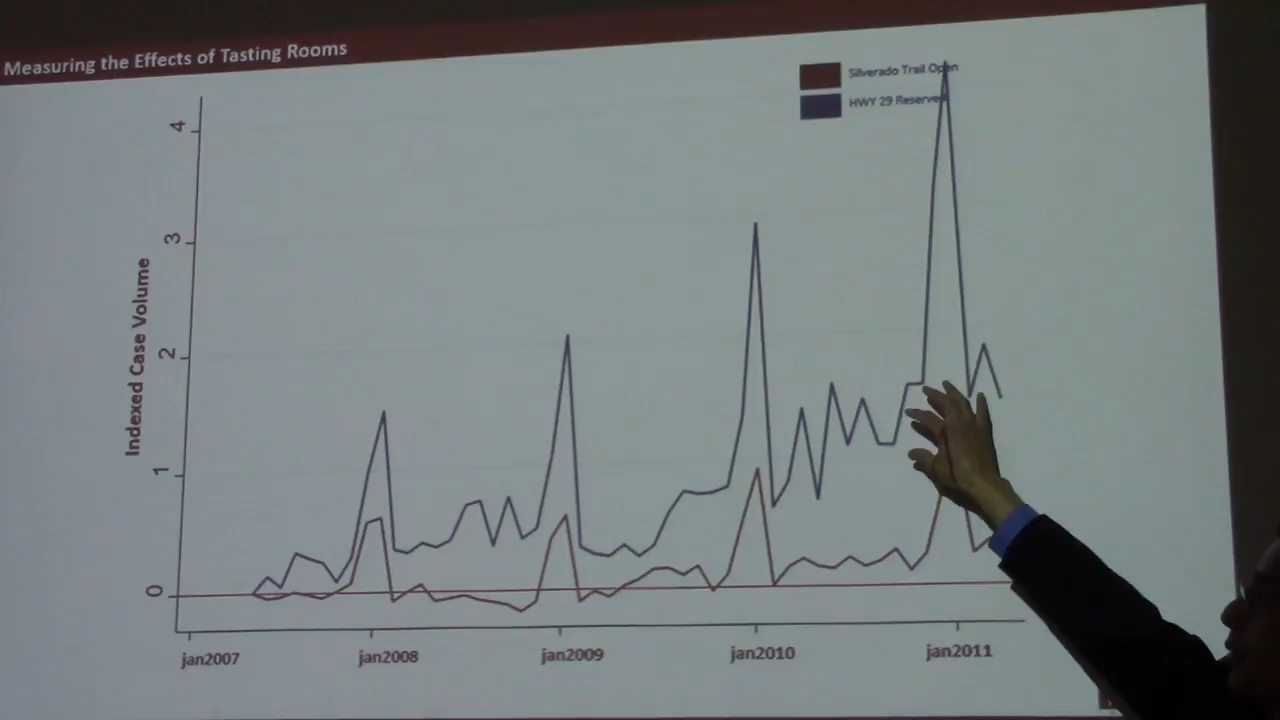 Measuring the Effects of Tasting Rooms
Silverado Trail Open
HWY 29 Reserve
4
3
2
1
0
Indexed Case Volume
jan2007 jan2008 jan2009 jan2010 jan2011